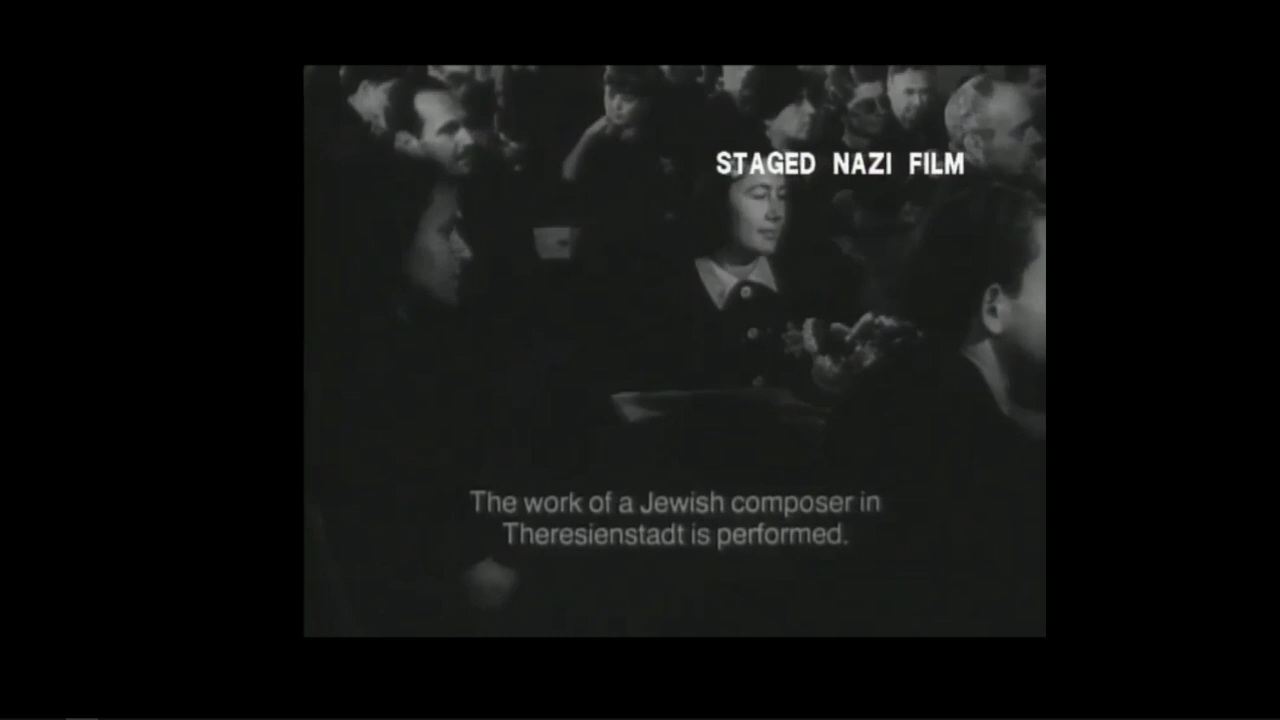 STAGED NAZI FILM
The work of a Jewish composer in
Theresienstadt is performed.